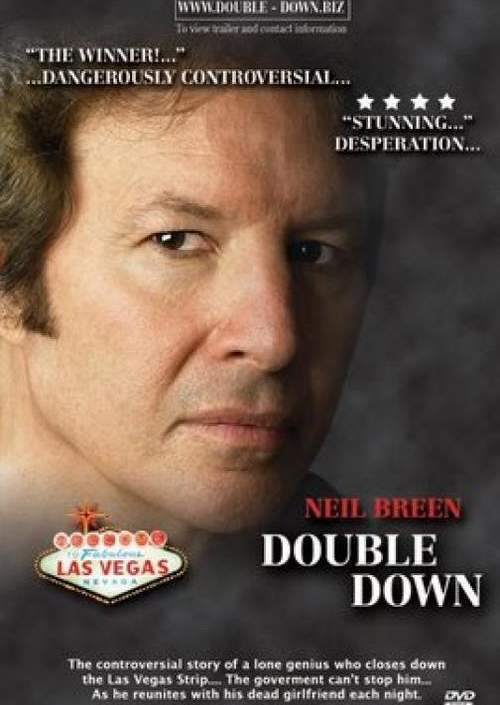 WWW.DOUBLE - DOWN.BIZ
To view trailer and contact information
“THE WINNER!...”
...DANGEROUSLY CONTROVERSIAL...
“STUNNING...”
DESPERATION...
NEIL BREEN
DOUBLE
DOWN
WELCOME
TO Fabulous
LAS VEGAS
NEVADA
The controversial story of a lone genius who closes down
the Las Vegas Strip.... The goverment can't stop him...
As he reunites with his dead girlfriend each night.
DVD